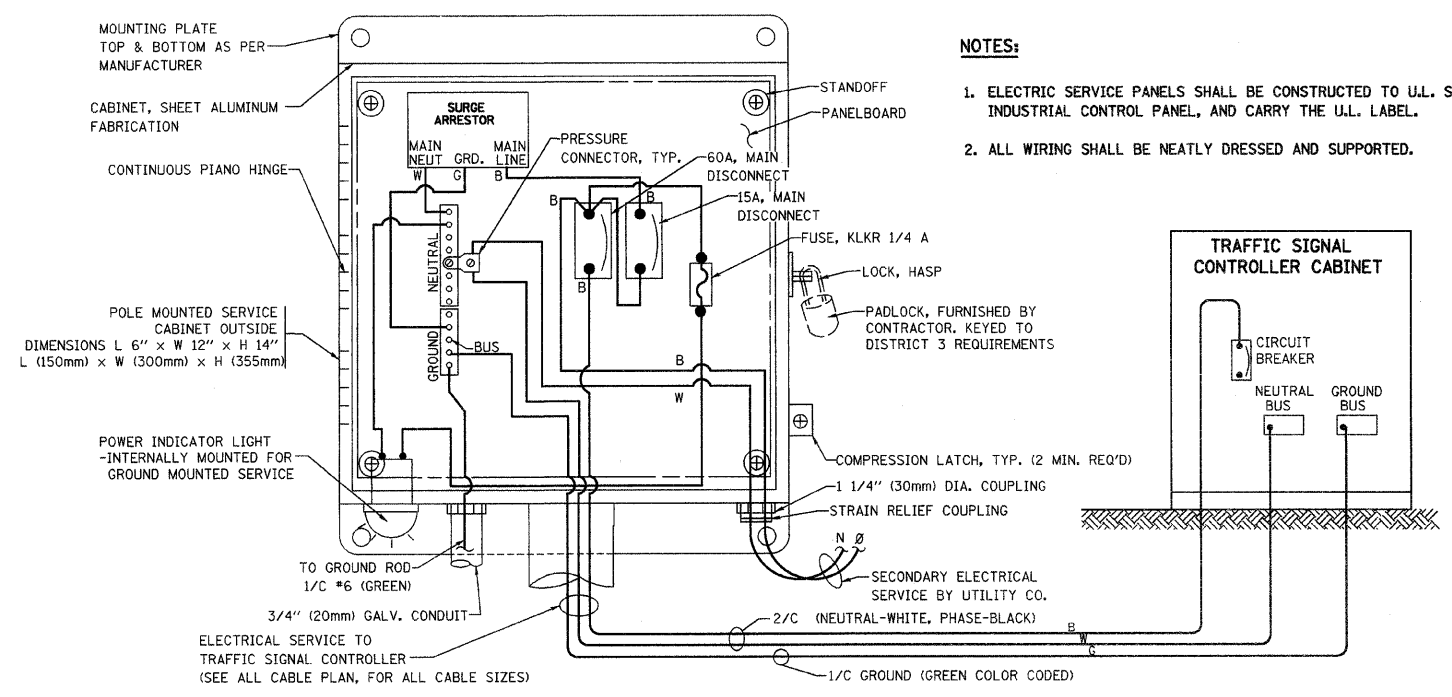 MOUNTING PLATE
TOP & BOTTOM AS PER
MANUFACTURER
CABINET, SHEET ALUMINUM
FABRICATION
CONTINUOUS PIANO HINGE
POLE MOUNTED SERVICE
CABINET OUTSIDE
DIMENSIONS L 6" x W 12" x H 14"
L (150mm) x W (300mm) x H (355mm)
POWER INDICATOR LIGHT
-INTERNALLY MOUNTED FOR
GROUND MOUNTED SERVICE
TO GROUND ROD
1/C #6 (GREEN)
3/4" (20mm) GALV. CONDUIT
ELECTRICAL SERVICE TO
TRAFFIC SIGNAL CONTROLLER
(SEE ALL CABLE PLAN, FOR ALL CABLE SIZES)
SURGE
ARRESTOR
MAIN
NEUT
GRD.
MAIN
LINE
W
G
B
PRESSURE
CONNECTOR, TYP.
60A, MAIN
DISCONNECT
15A, MAIN
DISCONNECT
B
B
B
NEUTRAL
GROUND
BUS
B
W
STANDOFF
PANELBOARD
FUSE, KLKR 1/4 A
LOCK, HASP
PADLOCK, FURNISHED BY
CONTRACTOR. KEYED TO
DISTRICT 3 REQUIREMENTS
COMPRESSION LATCH, TYP. (2 MIN. REQ'D)
1 1/4" (30mm) DIA. COUPLING
STRAIN RELIEF COUPLING
N Ø
SECONDARY ELECTRICAL
SERVICE BY UTILITY CO.
2/C (NEUTRAL-WHITE, PHASE-BLACK)
B
W
G
1/C GROUND (GREEN COLOR CODED)
NOTES:
1. ELECTRIC SERVICE PANELS SHALL BE CONSTRUCTED TO U.L. S
INDUSTRIAL CONTROL PANEL, AND CARRY THE U.L. LABEL.
2. ALL WIRING SHALL BE NEATLY DRESSED AND SUPPORTED.
TRAFFIC SIGNAL
CONTROLLER CABINET
CIRCUIT
BREAKER
NEUTRAL
BUS
GROUND
BUS